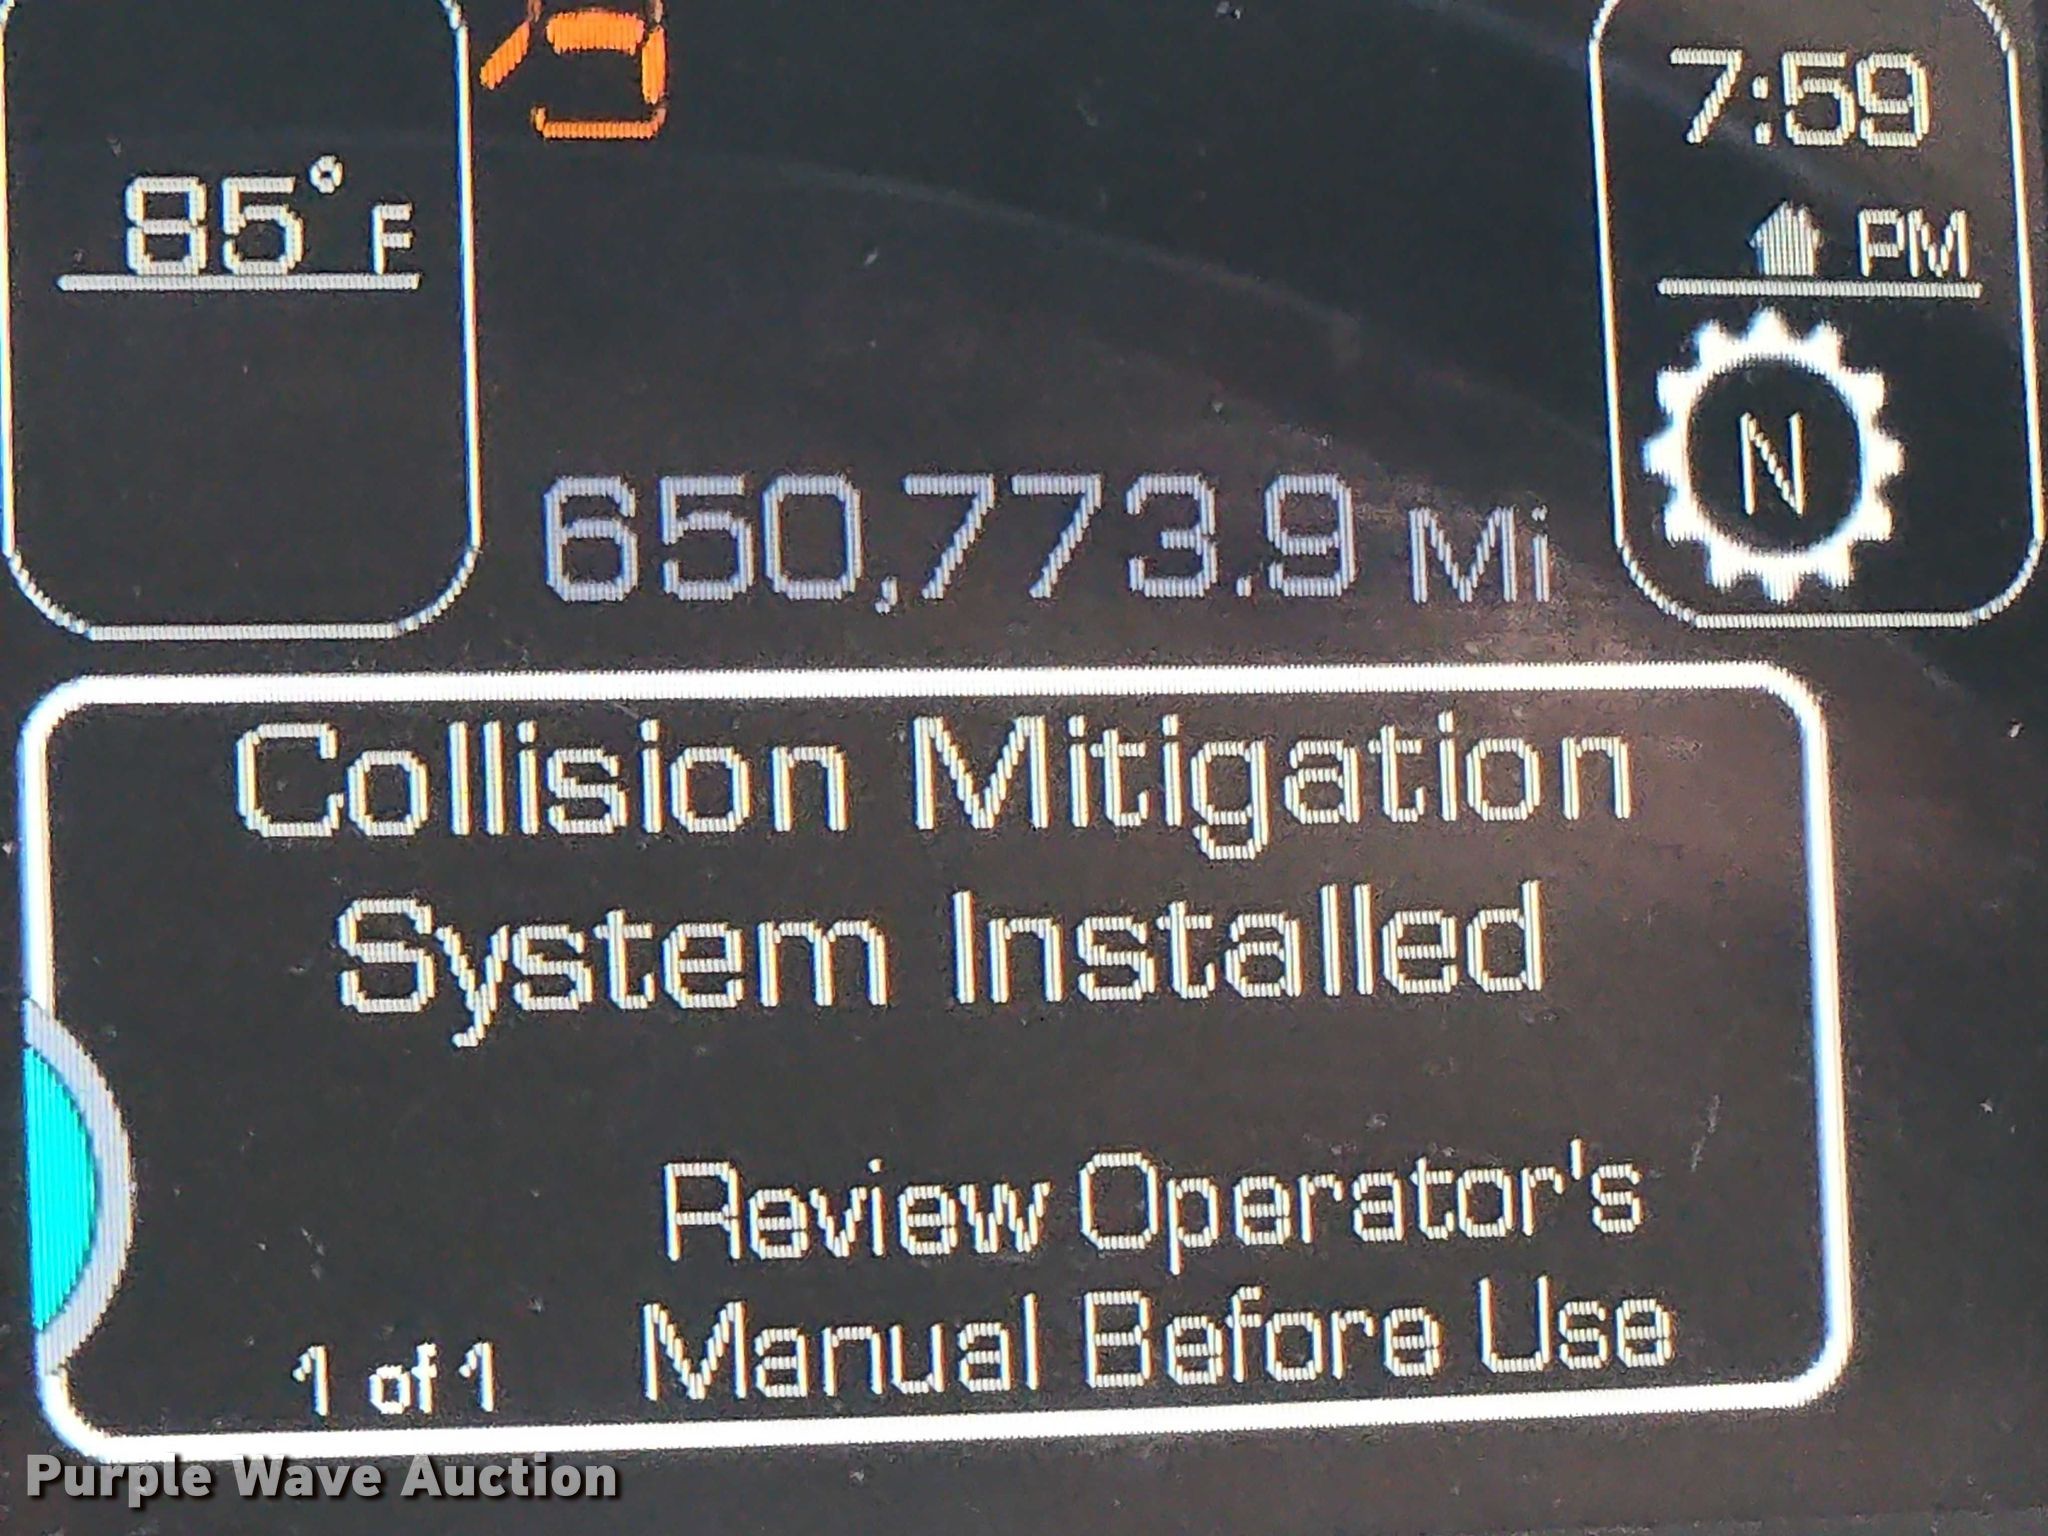 85° F
7:59
PM
N
650,773.9 Mi
Collision Mitigation
System Installed
Review Operator's
Manual Before Use
1 of 1
Purple Wave Auction